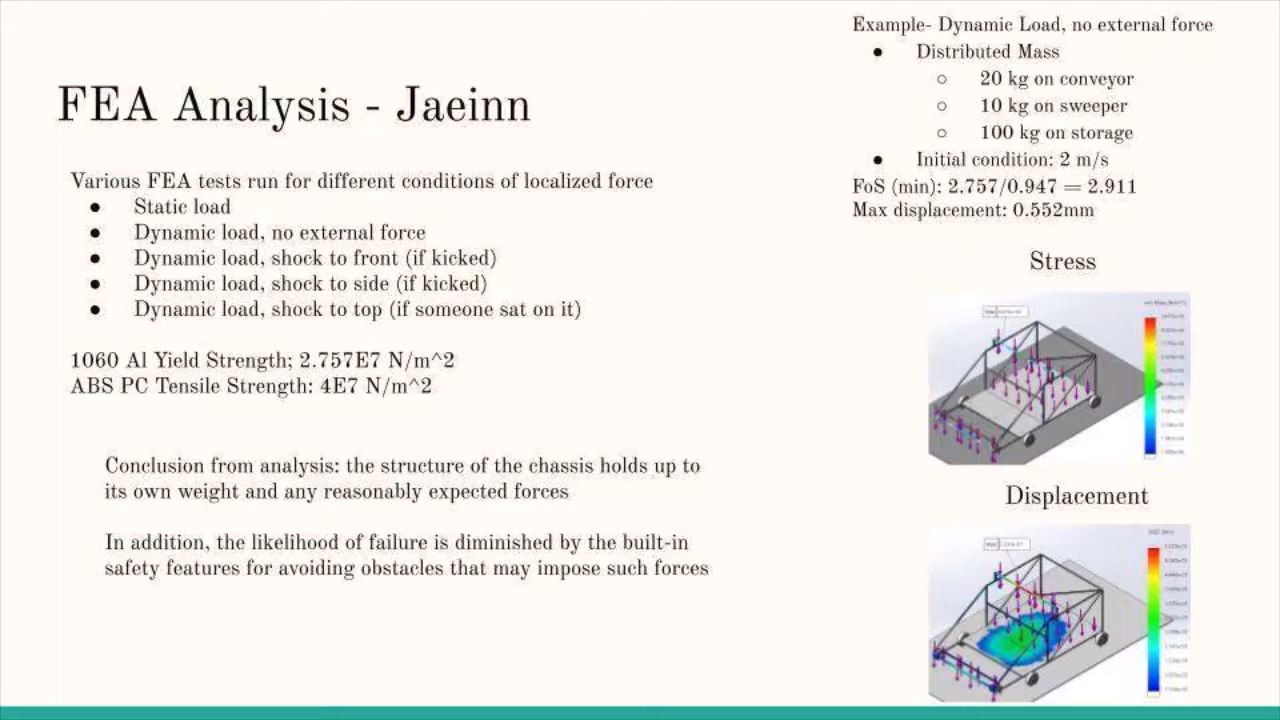 FEA Analysis - Jaeinn
Various FEA tests run for different conditions of localized force
● Static load
● Dynamic load, no external force
● Dynamic load, shock to front (if kicked)
● Dynamic load, shock to side (if kicked)
● Dynamic load, shock to top (if someone sat on it)
1060 Al Yield Strength; 2.757E7 N/m^2
ABS PC Tensile Strength: 4E7 N/m^2
Conclusion from analysis: the structure of the chassis holds up to
its own weight and any reasonably expected forces
In addition, the likelihood of failure is diminished by the built-in
safety features for avoiding obstacles that may impose such forces
Example- Dynamic Load, no external force
● Distributed Mass
○ 20 kg on conveyor
○ 10 kg on sweeper
○ 100 kg on storage
● Initial condition: 2 m/s
FoS (min): 2.757/0.947 = 2.911
Max displacement: 0.552mm
Stress
Displacement